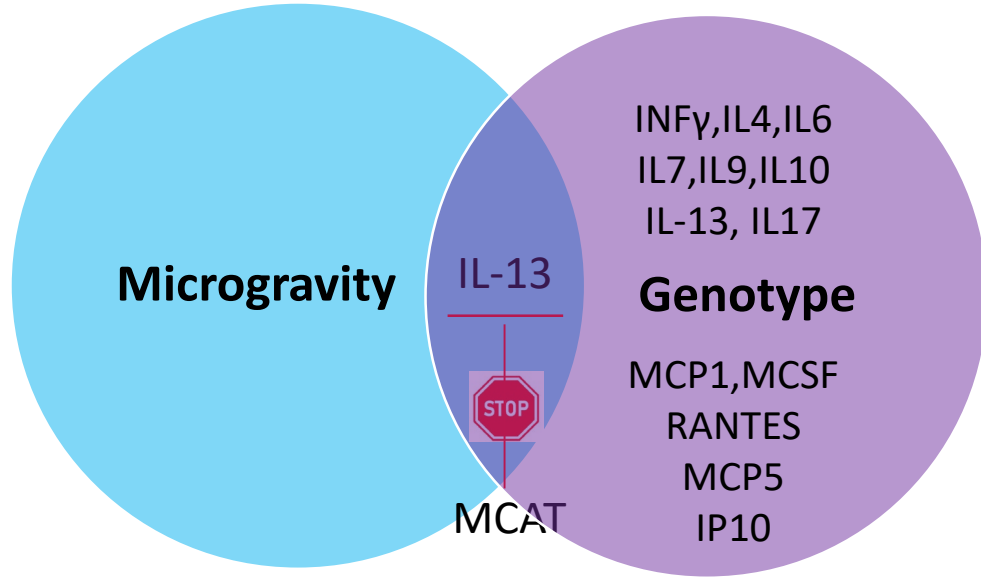 Microgravity
IL-13
STOP
MCAT
INFγ,IL4,IL6
IL7,IL9,IL10
IL-13, IL17
Genotype
MCP1,MCSF
RANTES
MCP5
IP10